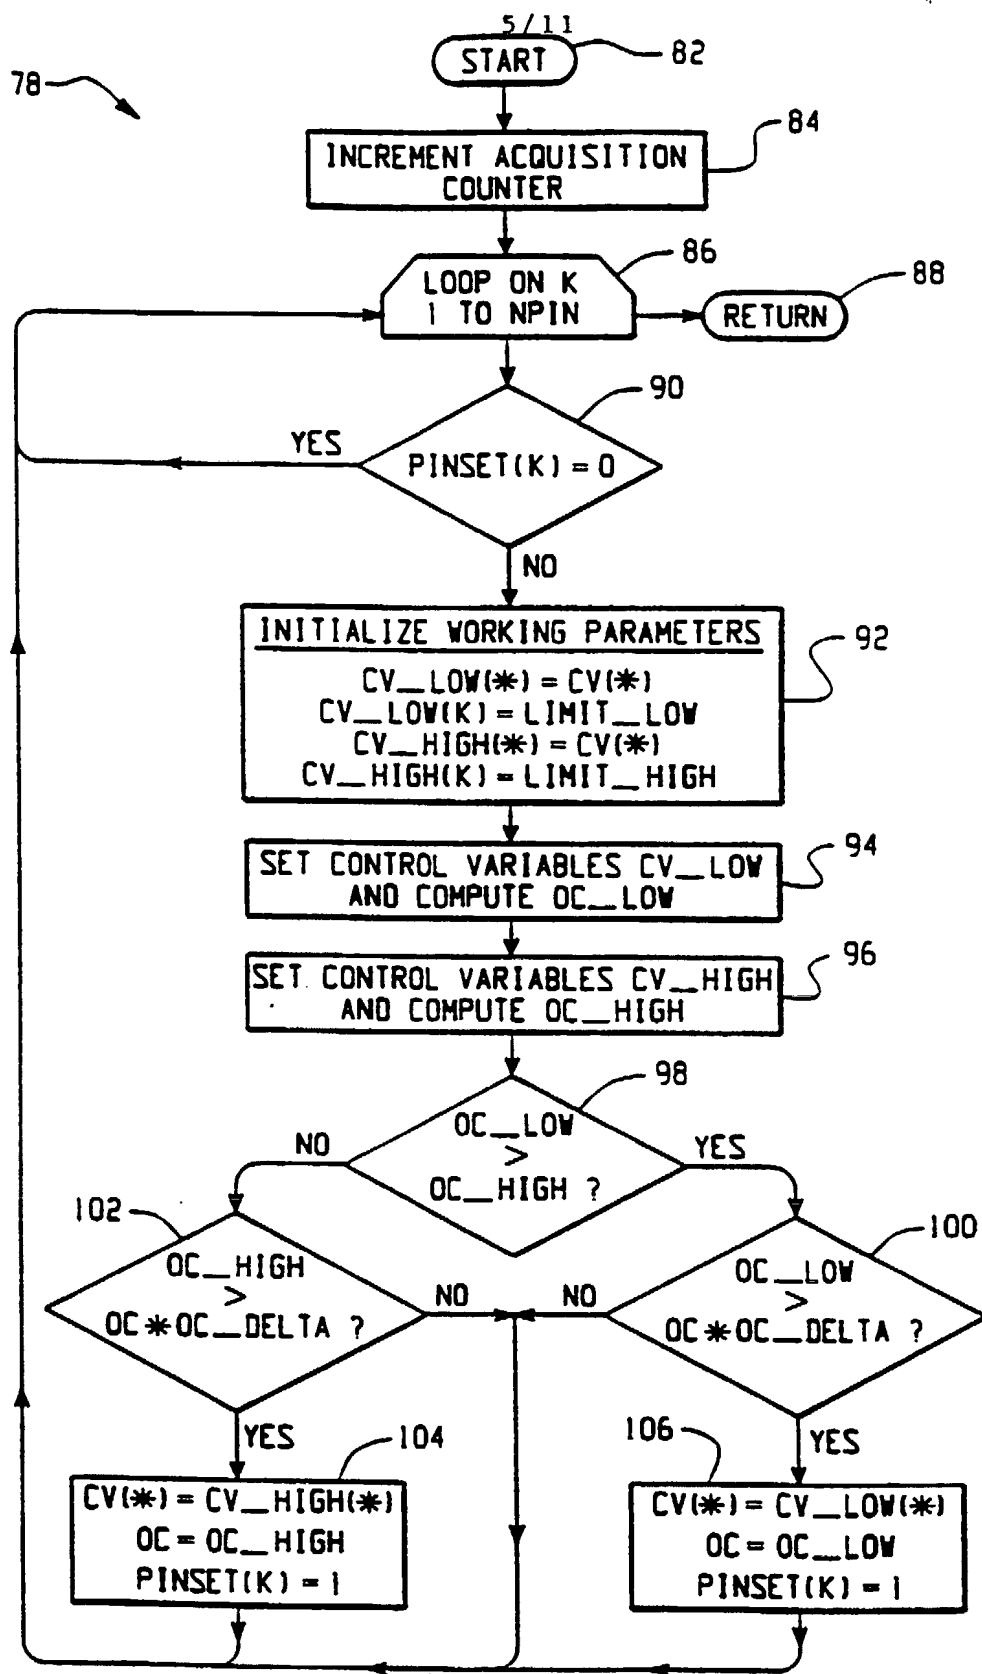 5/11
START
82
78
INCREMENT ACQUISITION
COUNTER
84
LOOP ON K
1 TO NPIN
86
RETURN
88
PINSET(K) = 0
90
YES
NO
INITIALIZE WORKING PARAMETERS
CV_LOW(*) = CV(*)
CV_LOW(K) = LIMIT_LOW
CV_HIGH(*) = CV(*)
CV_HIGH(K) = LIMIT_HIGH
92
SET CONTROL VARIABLES CV_LOW
AND COMPUTE OC_LOW
94
SET CONTROL VARIABLES CV_HIGH
AND COMPUTE OC_HIGH
96
OC_LOW
>
OC_HIGH ?
98
NO
YES
102
OC_HIGH
>
OC*OC_DELTA ?
NO
NO
OC_LOW
>
OC*OC_DELTA ?
100
YES
104
YES
106
CV(*) = CV_HIGH(*)
OC = OC_HIGH
PINSET(K) = 1
CV(*) = CV_LOW(*)
OC = OC_LOW
PINSET(K) = 1